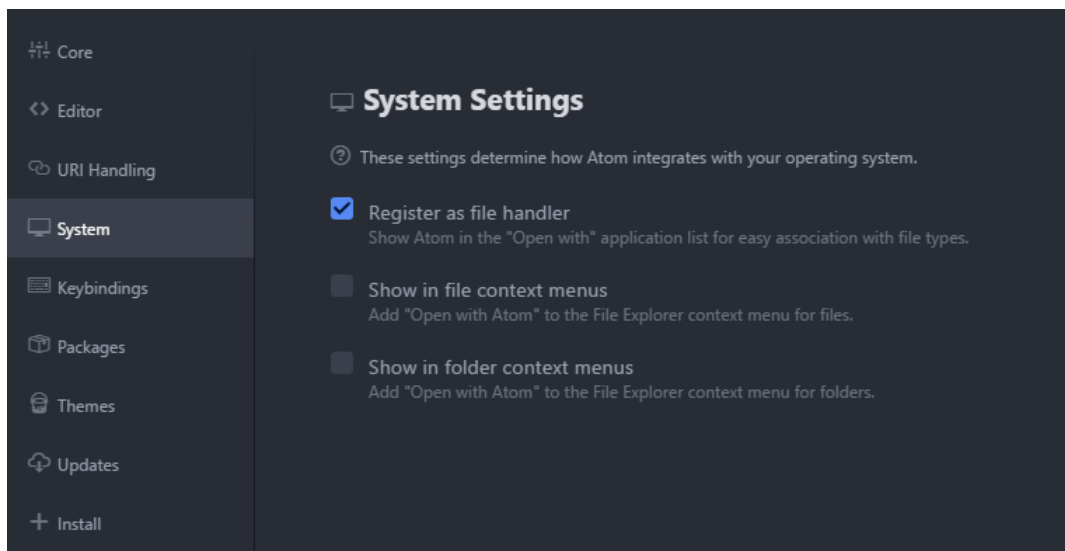 Core
Editor
URI Handling
System
Keybindings
Packages
Themes
Updates
Install
System Settings
These settings determine how Atom integrates with your operating system.
Register as file handler
Show Atom in the "Open with" application list for easy association with file types.
Show in file context menus
Add "Open with Atom" to the File Explorer context menu for files.
Show in folder context menus
Add "Open with Atom" to the File Explorer context menu for folders.